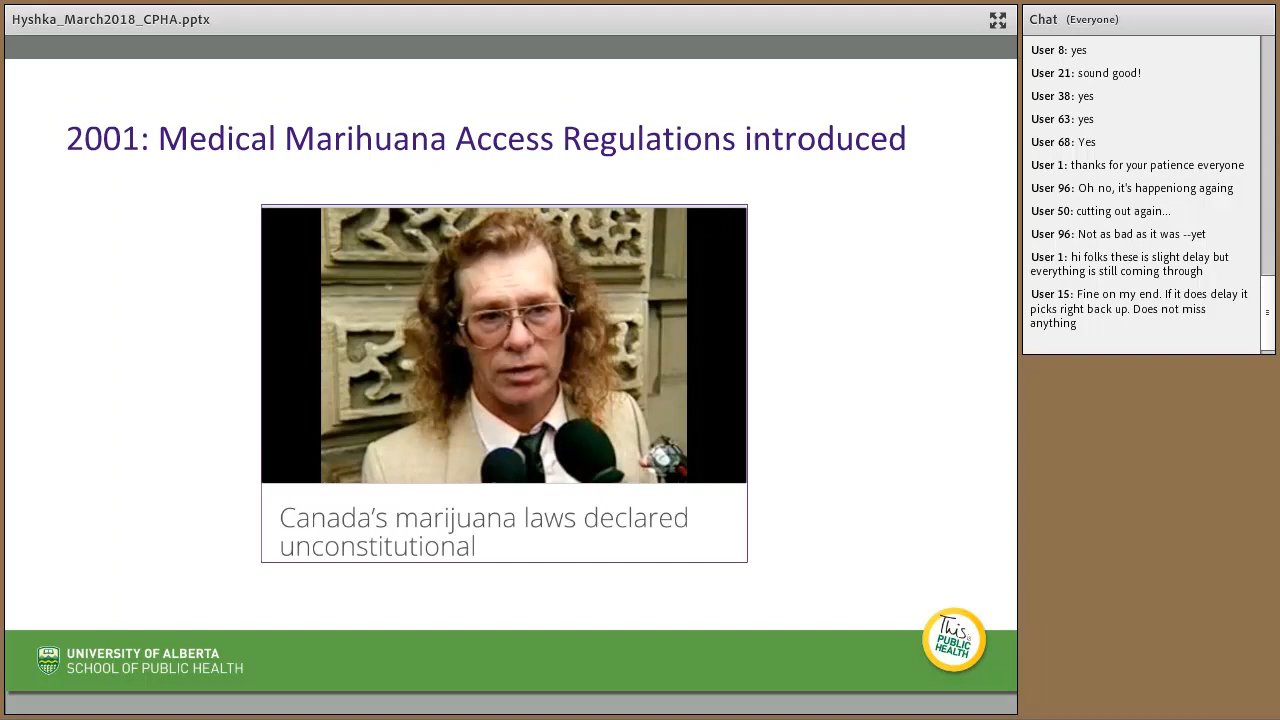 Hyshka_March2018_CPHA.pptx
2001: Medical Marihuana Access Regulations introduced
Canada's marijuana laws declared
unconstitutional
UNIVERSITY OF ALBERTA
SCHOOL OF PUBLIC HEALTH
This
is
PUBLIC
HEALTH
Chat (Everyone)
User 8: yes
User 21: sound good!
User 38: yes
User 63: yes
User 68: Yes
User 1: thanks for your patience everyone
User 96: Oh no, it's happeniong againg
User 50: cutting out again...
User 96: Not as bad as it was --yet
User 1: hi folks these is slight delay but
everything is still coming through
User 15: Fine on my end. If it does delay it
picks right back up. Does not miss
anything